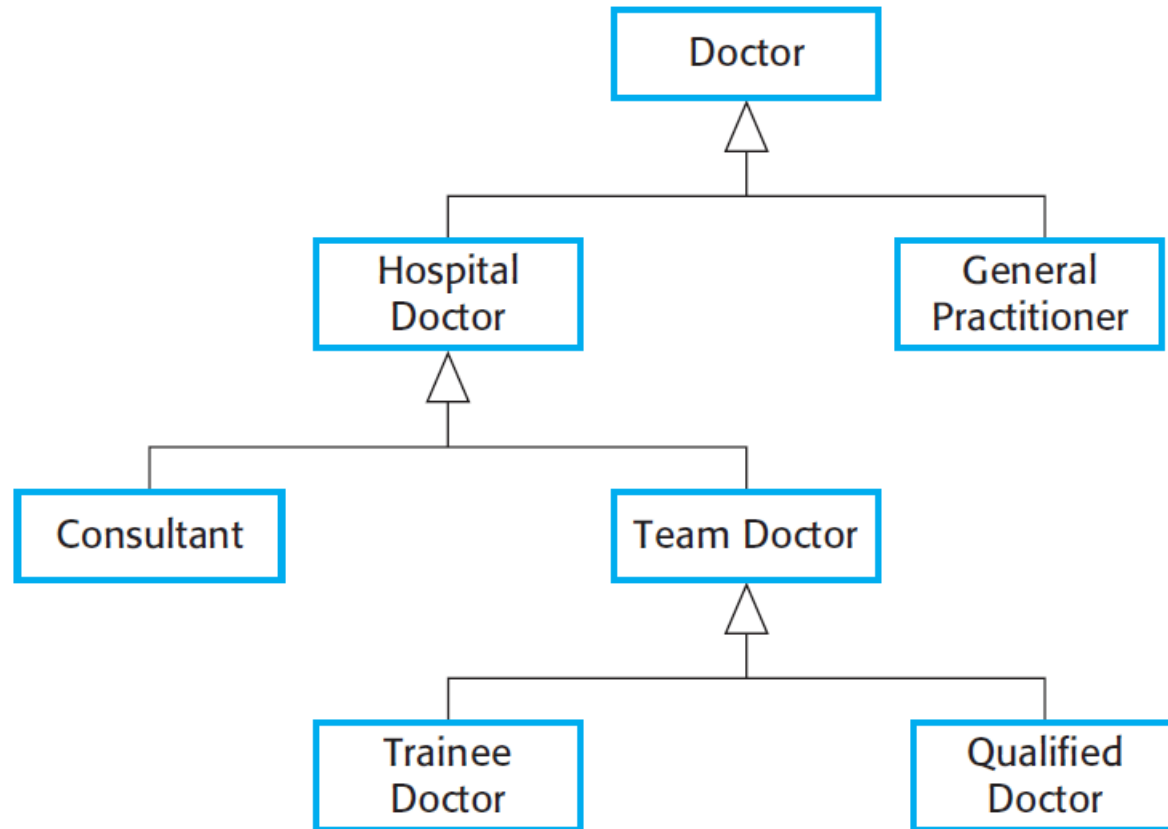 Doctor
Hospital
Doctor
General
Practitioner
Consultant
Team Doctor
Trainee
Doctor
Qualified
Doctor